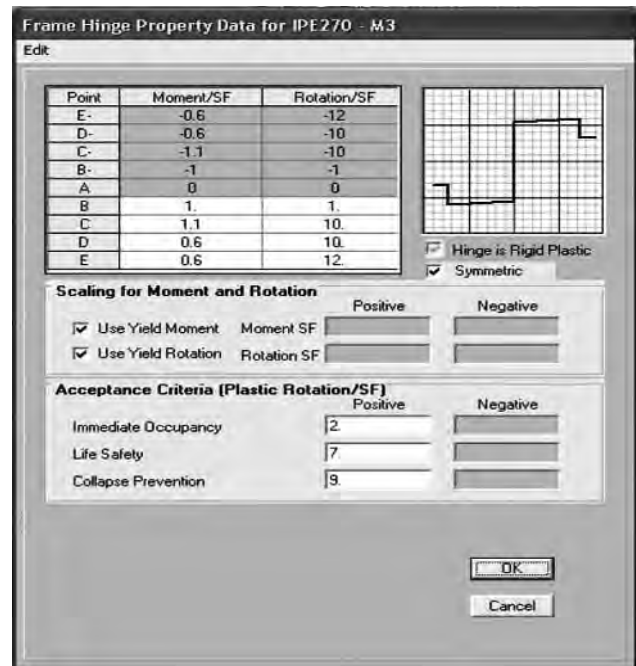 Frame Hinge Property Data for IPE270 - M3
Edit
Point Moment/SF Rotation/SF
E- -0.6 -12
D- -0.6 -10
C- -1.1 -10
B- -1 -1
A 0 0
B 1. 1.
C 1.1 10.
D 0.6 10.
E 0.6 12.
Hinge is Rigid Plastic
Symmetric
Scaling for Moment and Rotation
Positive Negative
Use Yield Moment Moment SF
Use Yield Rotation Rotation SF
Acceptance Criteria (Plastic Rotation/SF)
Positive Negative
Immediate Occupancy 2.
Life Safety 7.
Collapse Prevention 9.
OK
Cancel